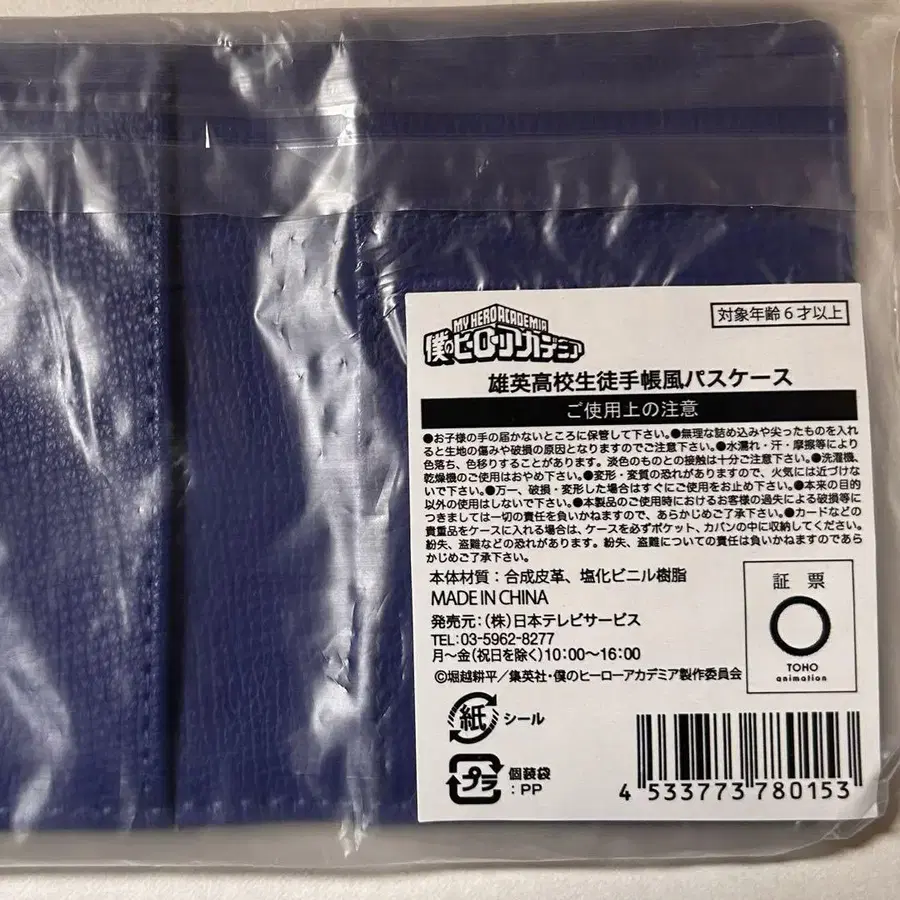 MY HERO ACADEMIA
僕のヒーローアカデミア
対象年齢6才以上
雄英高校生徒手帳風パスケース
ご使用上の注意
●お子様の手の届かないところに保管して下さい。●無理な詰め込みや尖ったものを入れ
ると生地の傷みや破損の原因となりますのでご注意下さい。●水濡れ・汗・摩擦等により
色落ち、色移りすることがあります。淡色のものとの接触は十分ご注意下さい。●洗濯機、
乾燥機のご使用はおやめ下さい。●変形・変質の恐れがありますので、火気には近づけな
いで下さい。●万一、破損・変形した場合はすぐにご使用をお止め下さい。●本来の目的
以外の使用はしないで下さい。●本製品のご使用時におけるお客様の過失による破損等に
つきましては一切の責任を負いかねますので、あらかじめご了承下さい。●カードなどの
貴重品をケースに入れる場合は、ケースを必ずポケット、カバンの中に収納してください。
紛失、盗難などの恐れがあります。紛失、盗難についての責任は負いかねますのであら
かじめご了承下さい。
本体材質:合成皮革、塩化ビニル樹脂
MADE IN CHINA
発売元:(株)日本テレビサービス
TEL:03-5962-8277
月〜金(祝日を除く)10:00〜16:00
©堀越耕平/集英社・僕のヒーローアカデミア製作委員会
証票
TOHO
animation
紙 シール
プラ 個装袋
:PP
4 533773 780153